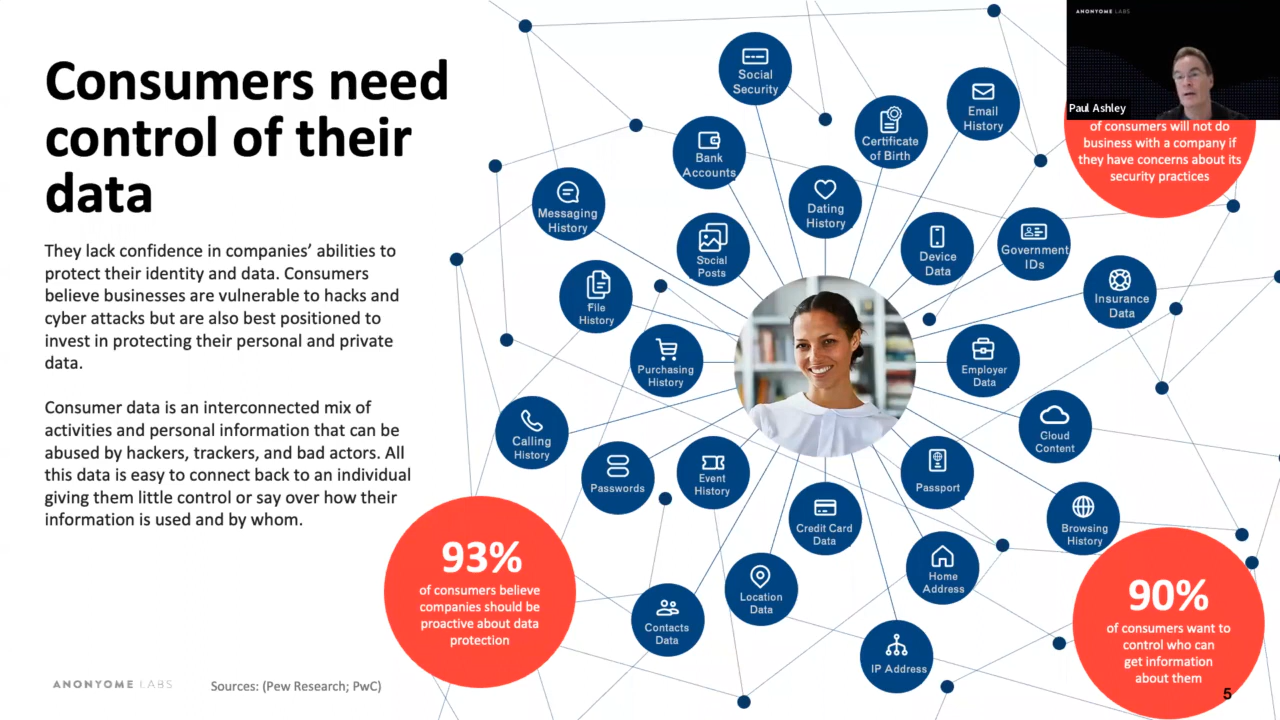 Consumers need
control of their
data
They lack confidence in companies’ abilities to
protect their identity and data. Consumers
believe businesses are vulnerable to hacks and
cyber attacks but are also best positioned to
invest in protecting their personal and private
data.
Consumer data is an interconnected mix of
activities and personal information that can be
abused by hackers, trackers, and bad actors. All
this data is easy to connect back to an individual
giving them little control or say over how their
information is used and by whom.
93%
of consumers believe
companies should be
proactive about data
protection
ANONYOME LABS
Sources: (Pew Research; PwC)
Social
Security
Email
History
Certificate
of Birth
Bank
Accounts
Messaging
History
Dating
History
Social
Posts
Device
Data
Government
IDs
Insurance
Data
File
History
Purchasing
History
Employer
Data
Calling
History
Cloud
Content
Passwords
Event
History
Passport
Credit Card
Data
Browsing
History
Home
Address
Location
Data
Contacts
Data
IP Address
ANONYOME LABS
Paul Ashley
of consumers will not do
business with a company if
they have concerns about its
security practices
90%
of consumers want to
control who can
get information
about them
5